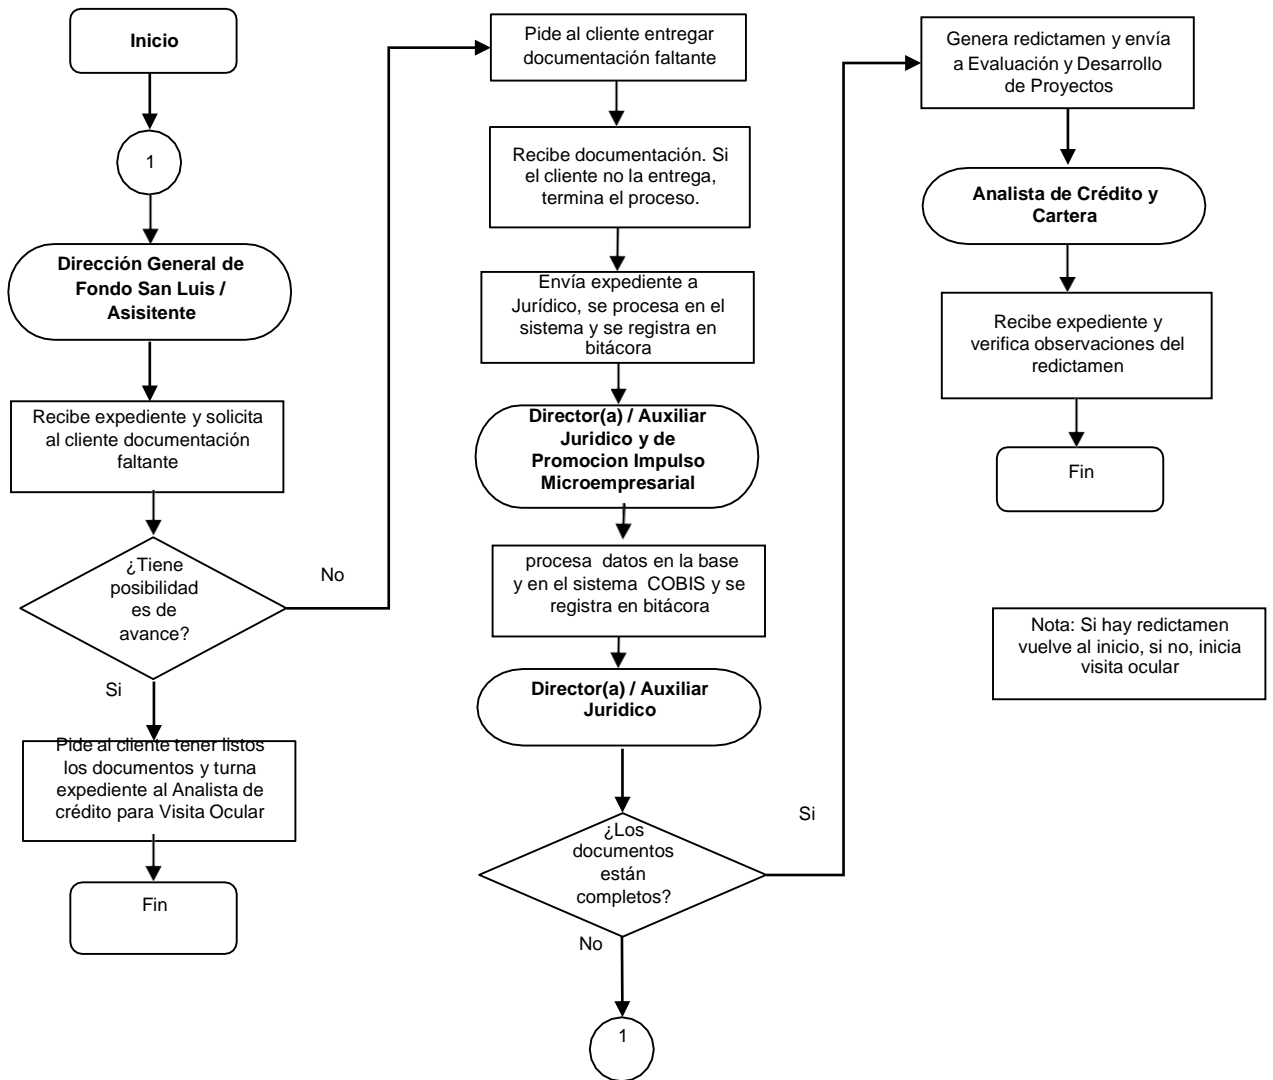 Inicio
1
Dirección General de
Fondo San Luis /
Asisitente
Recibe expediente y solicita
al cliente documentación
faltante
¿Tiene
posibilidad
es de
avance?
No
Si
Pide al cliente tener listos
los documentos y turna
expediente al Analista de
crédito para Visita Ocular
Fin
Pide al cliente entregar
documentación faltante
Recibe documentación. Si
el cliente no la entrega,
termina el proceso.
Envía expediente a
Jurídico, se procesa en el
sistema y se registra en
bitácora
Director(a) / Auxiliar
Juridico y de
Promocion Impulso
Microempresarial
procesa datos en la base
y en el sistema COBIS y se
registra en bitácora
Director(a) / Auxiliar
Juridico
¿Los
documentos
están
completos?
Si
No
1
Genera redictamen y envía
a Evaluación y Desarrollo
de Proyectos
Analista de Crédito y
Cartera
Recibe expediente y
verifica observaciones del
redictamen
Fin
Nota: Si hay redictamen
vuelve al inicio, si no, inicia
visita ocular